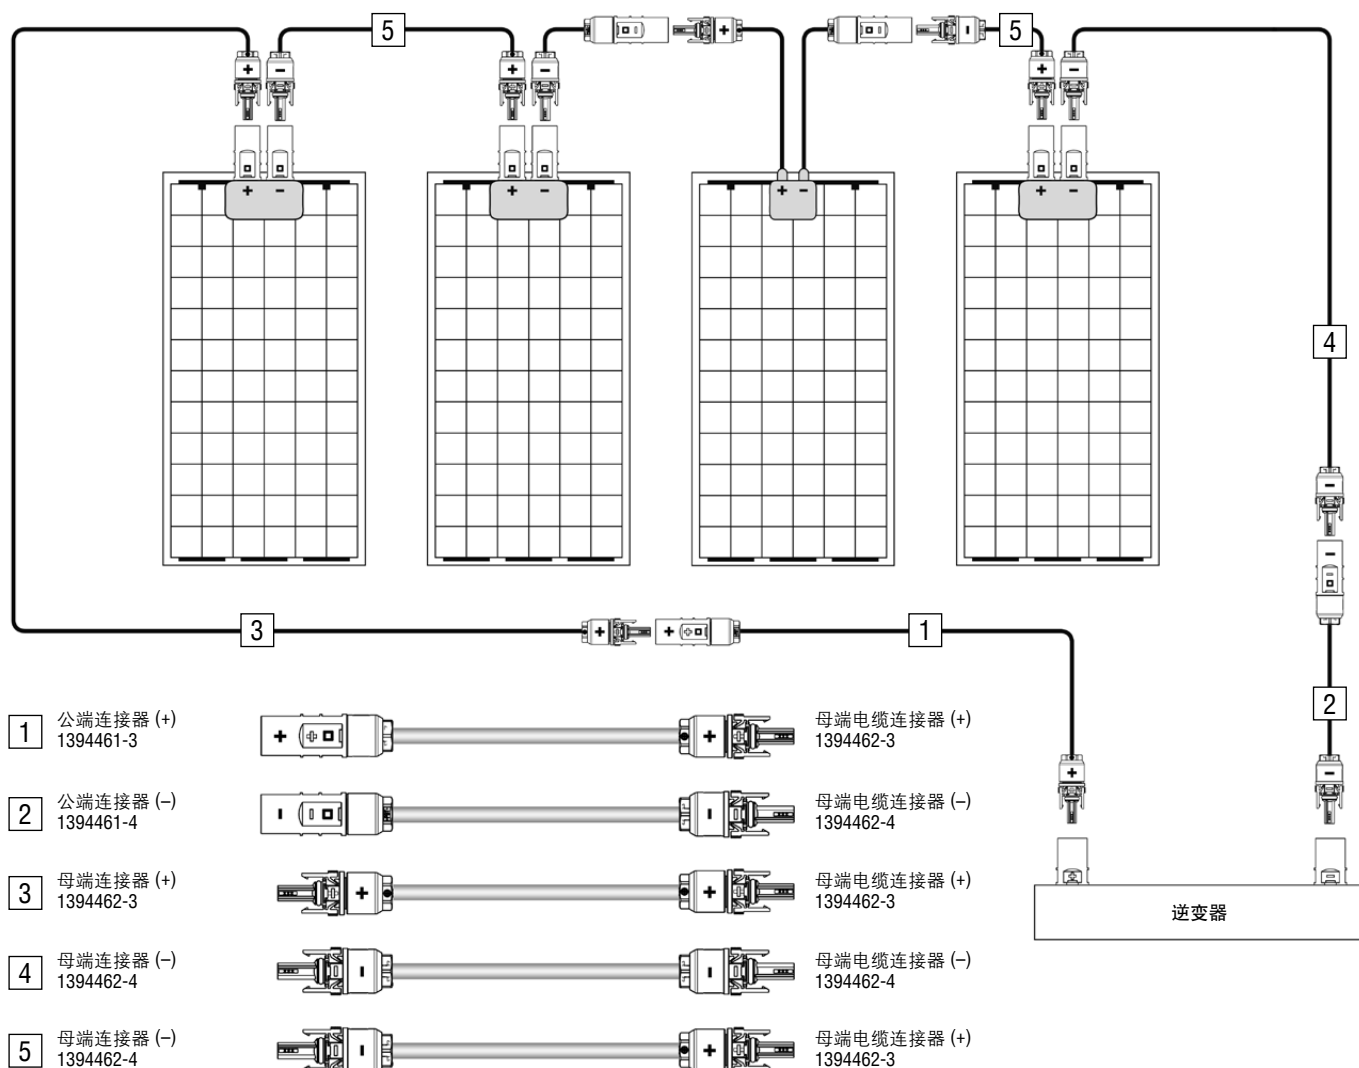 5
5
+ −
+ −
+
−
+ −
+ −
+ −
+ −
+ −
4
3
+ +
1
−
−
2
+
−
逆变器
1 公端连接器 (+) 1394461-3
母端电缆连接器 (+) 1394462-3
2 公端连接器 (–) 1394461-4
母端电缆连接器 (–) 1394462-4
3 母端连接器 (+) 1394462-3
母端电缆连接器 (+) 1394462-3
4 母端连接器 (–) 1394462-4
母端电缆连接器 (–) 1394462-4
5 母端连接器 (–) 1394462-4
母端电缆连接器 (+) 1394462-3